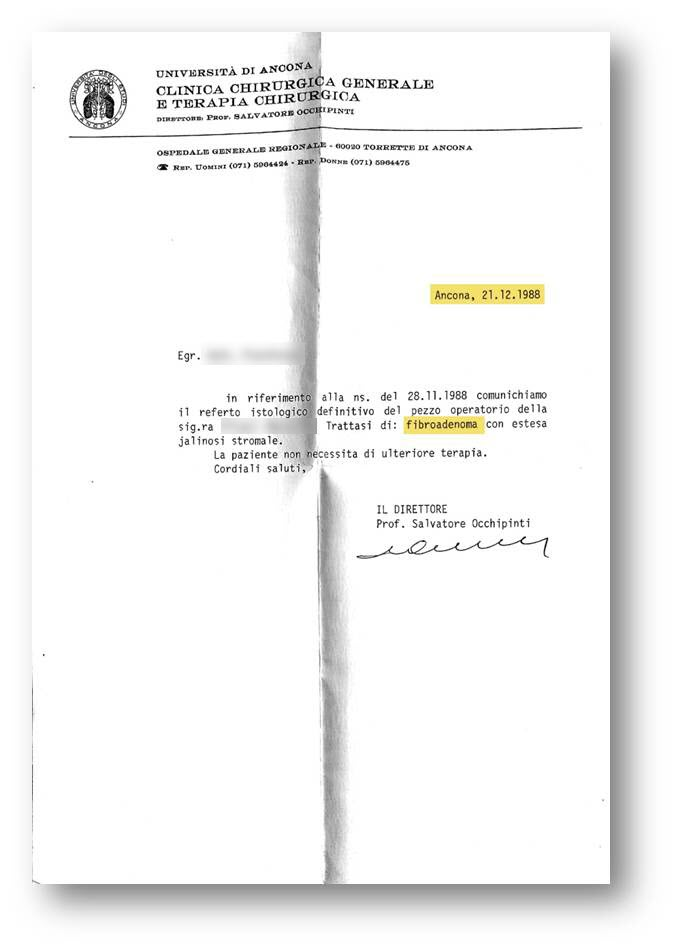 UNIVERSITÀ DI ANCONA
CLINICA CHIRURGICA GENERALE
E TERAPIA CHIRURGICA
DIRETTORE: PROF. SALVATORE OCCHIPINTI
OSPEDALE GENERALE REGIONALE - 60020 TORRETTE DI ANCONA
☎ REP. UOMINI (071) 5964424 - REP. DONNE (071) 5964475
Ancona, 21.12.1988
Egr.
in riferimento alla ns. del 28.11.1988 comunichiamo
il referto istologico definitivo del pezzo operatorio della
sig.ra Trattasi di: fibroadenoma con estesa
jalinosi stromale.
La paziente non necessita di ulteriore terapia.
Cordiali saluti,
IL DIRETTORE
Prof. Salvatore Occhipinti